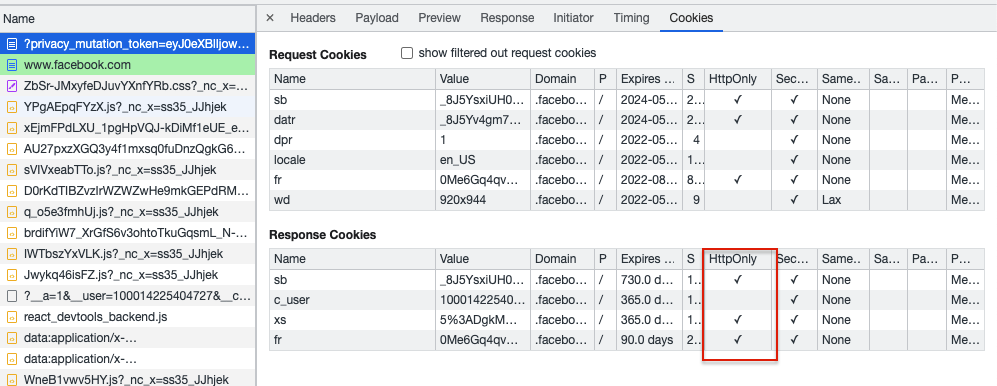 Name
× Headers Payload Preview Response Initiator Timing Cookies
?privacy_mutation_token=eyJ0eXBlIjow...
www.facebook.com
ZbSr-JMxyfeDJuvYXNfYRb.css?_nc_x=...
YPgAEpqFYzX.js?_nc_x=ss35_JJhjek
xEjmFPdLXU_1pgHpVQJ-kDiMf1eUE_e...
AU27pxzXGQ3y4f1mxsq0fuDnzQgkG6...
sVlVxeabTTo.js?_nc_x=ss35_JJhjek
D0rKdTlBZvzIrWZWZwHe9mkGEPdRM...
q_o5e3fmhUj.js?_nc_x=ss35_JJhjek
brdifYiW7_XrGfS6v3ohtoTkuGqsmL_N-...
IWTbszYxVLK.js?_nc_x=ss35_JJhjek
Jwykq46isFZ.js?_nc_x=ss35_JJhjek
?__a=1&__user=100014225404727&__c...
react_devtools_backend.js
data:application/x-...
data:application/x-...
WneB1vwv5HY.js?_nc_x=ss35_JJhjek
Request Cookies show filtered out request cookies
Name Value Domain P Expires ... S HttpOnly Sec... Same... Sa... Pa... P...
sb _8J5YsxiUH0... .facebo... / 2024-05... 2... ✓ ✓ None Me...
datr _8J5Yv4gm7... .facebo... / 2024-05... 2... ✓ ✓ None Me...
dpr 1 .facebo... / 2022-05... 4 ✓ None Me...
locale en_US .facebo... / 2022-05... 1... ✓ None Me...
fr 0Me6Gq4qv... .facebo... / 2022-08... 8... ✓ ✓ None Me...
wd 920x944 .facebo... / 2022-05... 9 ✓ Lax Me...
Response Cookies
Name Value Domain P Expires ... S HttpOnly Sec... Same... Sa... Pa... P...
sb _8J5YsxiUH0... .facebo... / 730.0 d... 1... ✓ ✓ None Me...
c_user 10001422540... .facebo... / 365.0 d... 1... ✓ None Me...
xs 5%3ADgkM... .facebo... / 365.0 d... 1... ✓ ✓ None Me...
fr 0Me6Gq4qv... .facebo... / 90.0 days 2... ✓ ✓ None Me...